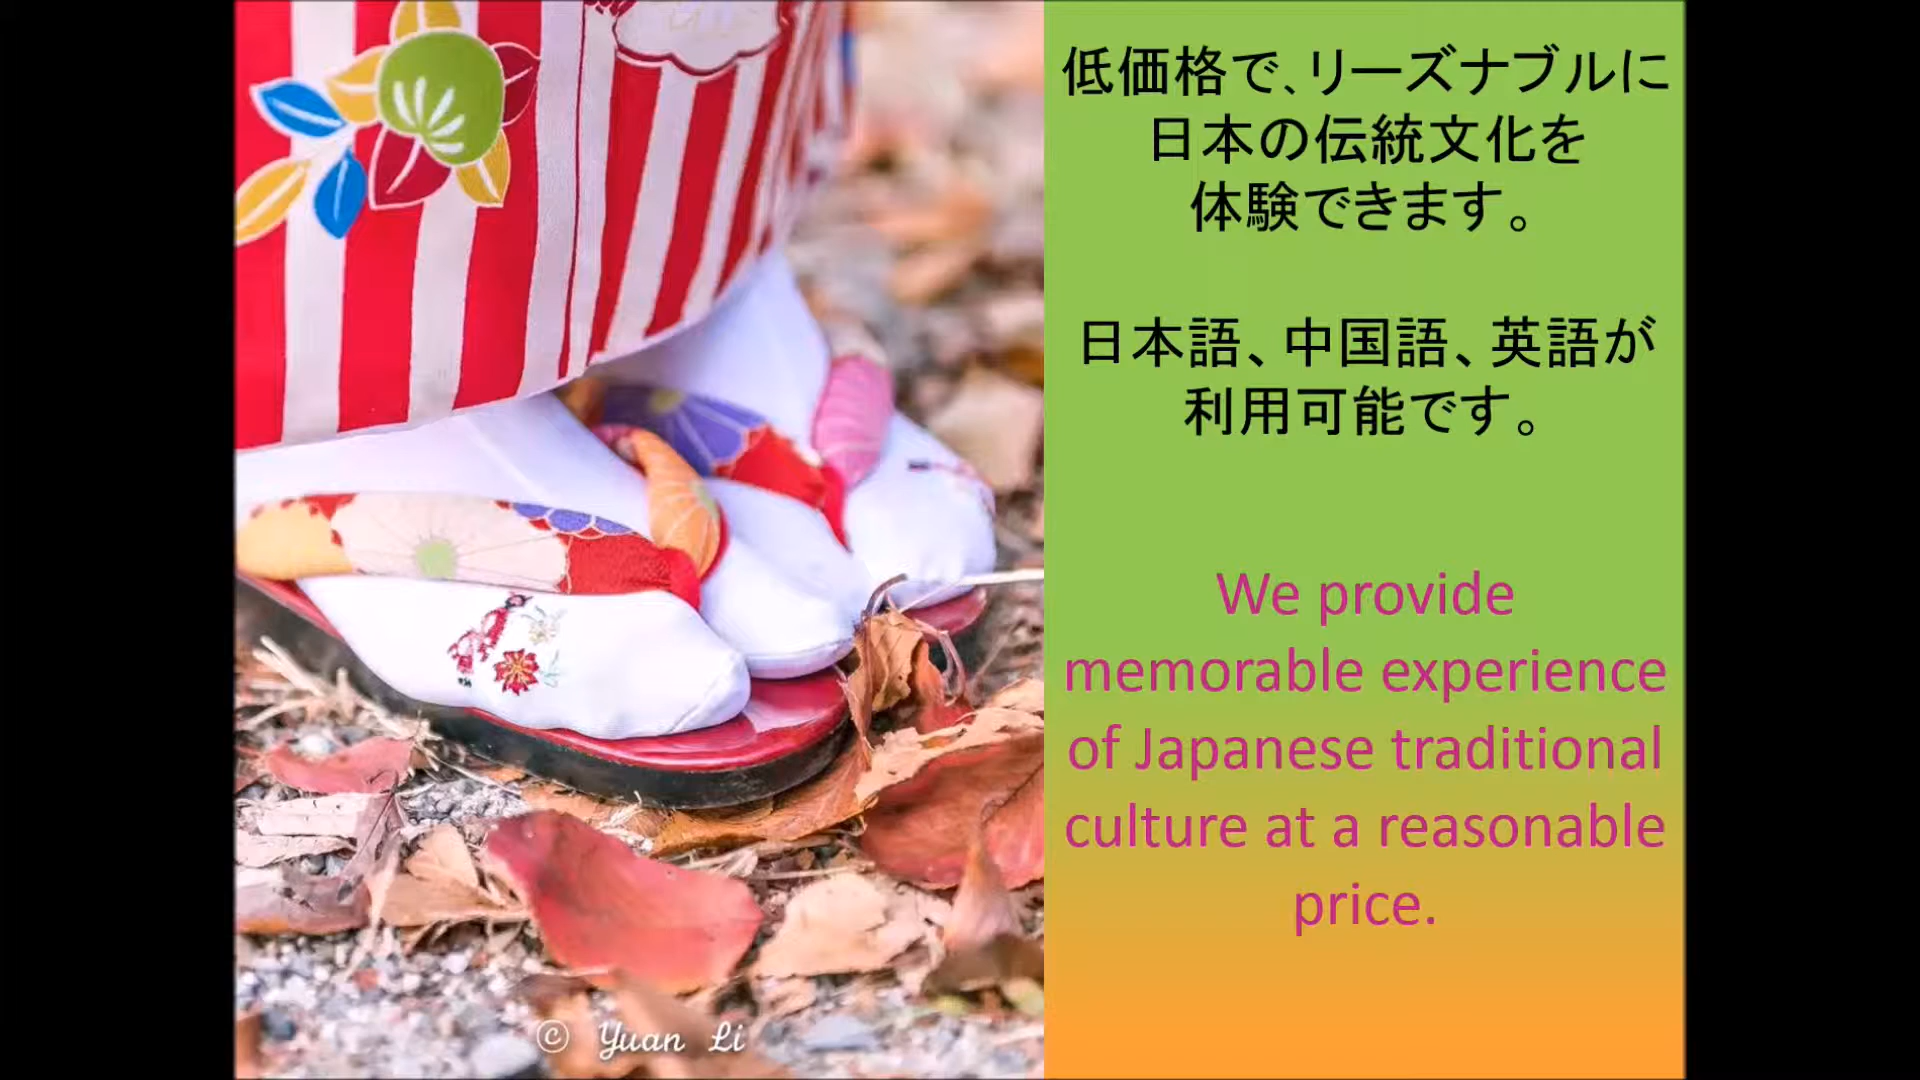 低価格で、リーズナブルに
日本の伝統文化を
体験できます。
日本語、中国語、英語が
利用可能です。
We provide
memorable experience
of Japanese traditional
culture at a reasonable
price.
© Yuan Li